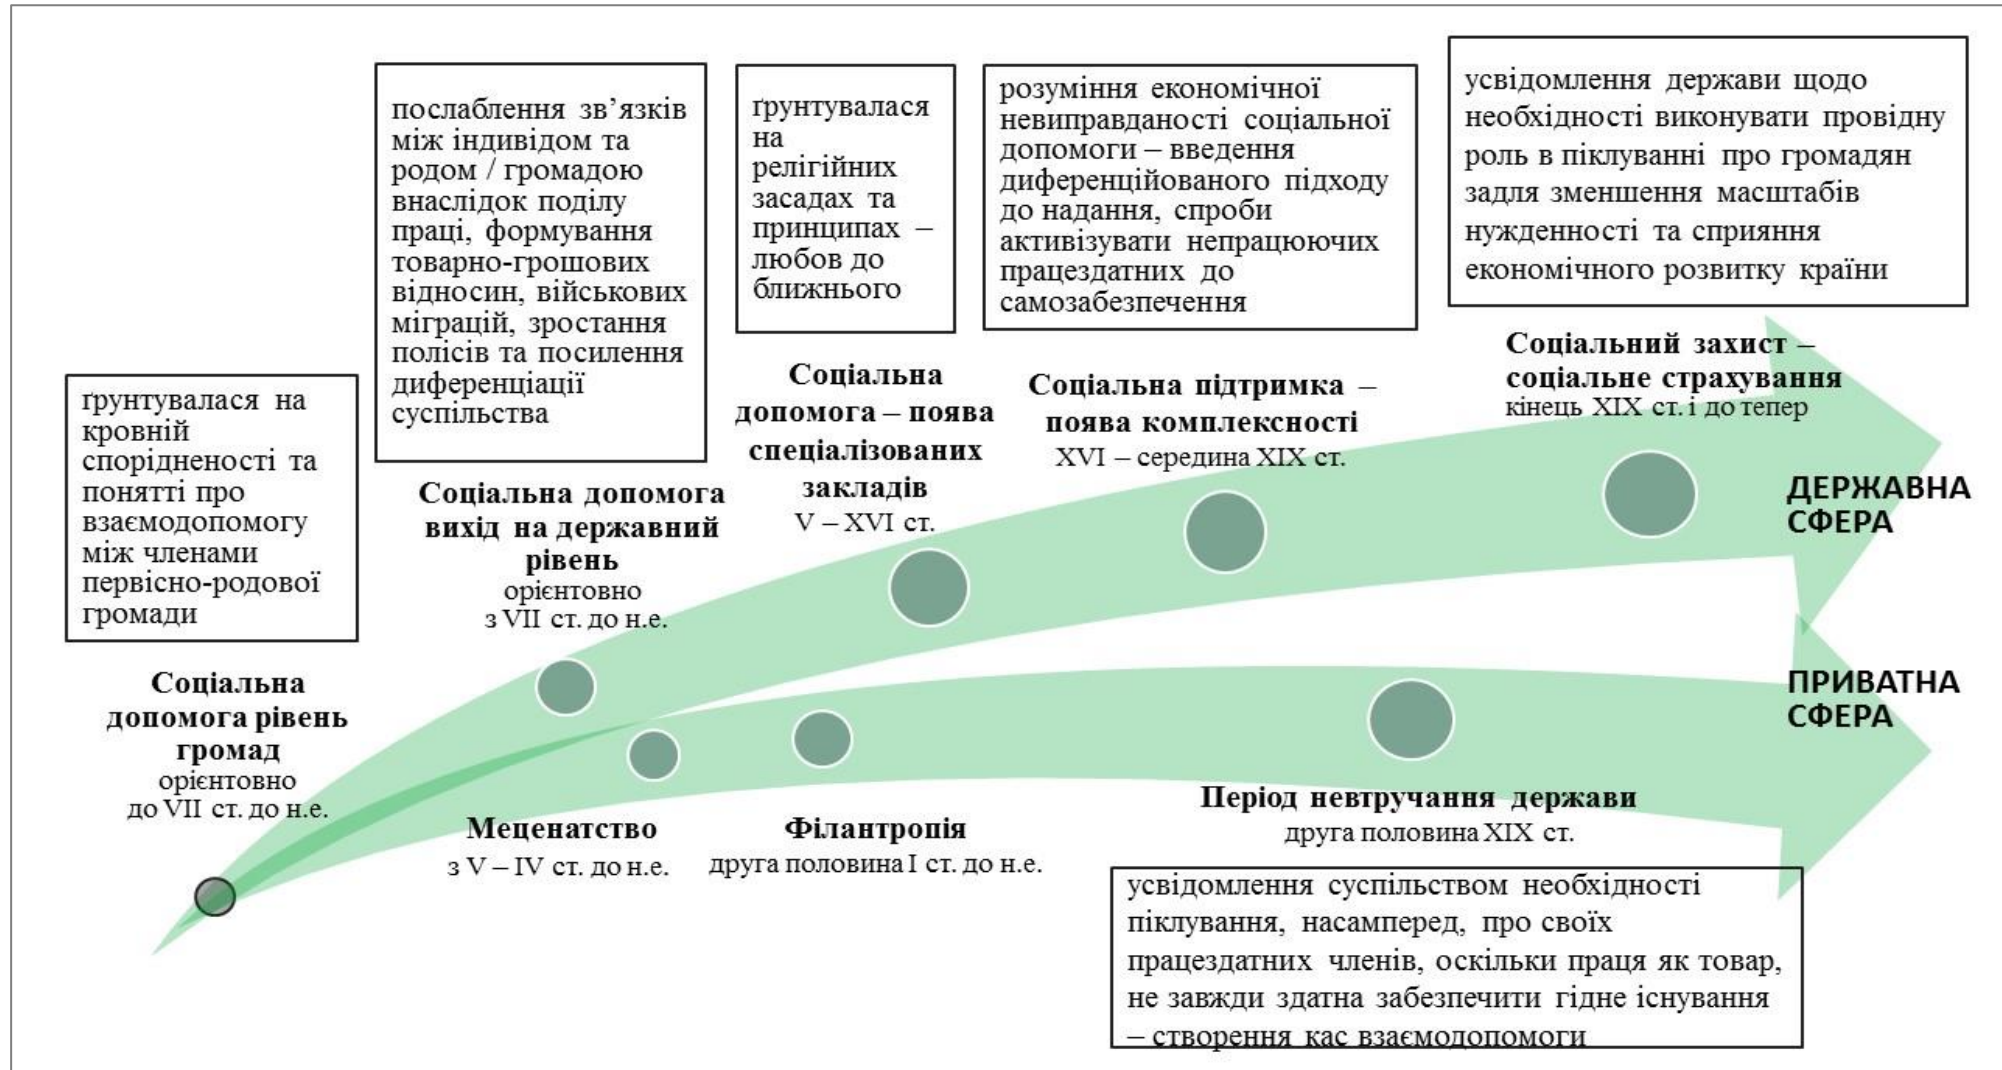 ґрунтувалася на
кровній
спорідненості та
понятті про
взаємодопомогу
між членами
первісно-родової
громади
Соціальна
допомога рівень
громад
орієнтовно
до VII ст. до н.е.
послаблення зв’язків
між індивідом та
родом / громадою
внаслідок поділу
праці, формування
товарно-грошових
відносин, військових
міграцій, зростання
полісів та посилення
диференціації
суспільства
Соціальна допомога
вихід на державний
рівень
орієнтовно
з VII ст. до н.е.
ґрунтувалася
на
релігійних
засадах та
принципах –
любов до
ближнього
Соціальна
допомога – поява
спеціалізованих
закладів
V – XVI ст.
розуміння економічної
невиправданості соціальної
допомоги – введення
диференційованого підходу
до надання, спроби
активізувати непрацюючих
працездатних до
самозабезпечення
Соціальна підтримка –
поява комплексності
XVI – середина XIX ст.
усвідомлення держави щодо
необхідності виконувати провідну
роль в піклуванні про громадян
задля зменшення масштабів
нужденності та сприяння
економічного розвитку країни
Соціальний захист –
соціальне страхування
кінець XIX ст. і до тепер
ДЕРЖАВНА
СФЕРА
ПРИВАТНА
СФЕРА
Меценатство
з V – IV ст. до н.е.
Філантропія
друга половина I ст. до н.е.
Період невтручання держави
друга половина XIX ст.
усвідомлення суспільством необхідності
піклування, насамперед, про своїх
працездатних членів, оскільки праця як товар,
не завжди здатна забезпечити гідне існування
– створення кас взаємодопомоги